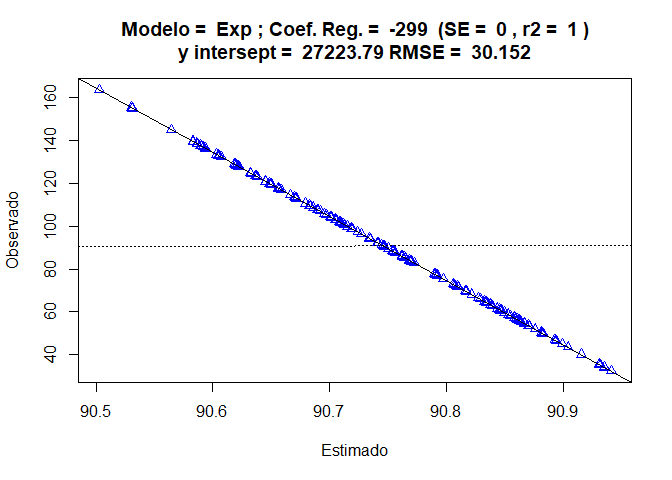 Modelo = Exp ; Coef. Reg. = -299 (SE = 0 , r2 = 1 )
y intersept = 27223.79 RMSE = 30.152
Observado
160
140
120
100
80
60
40
90.5 90.6 90.7 90.8 90.9
Estimado